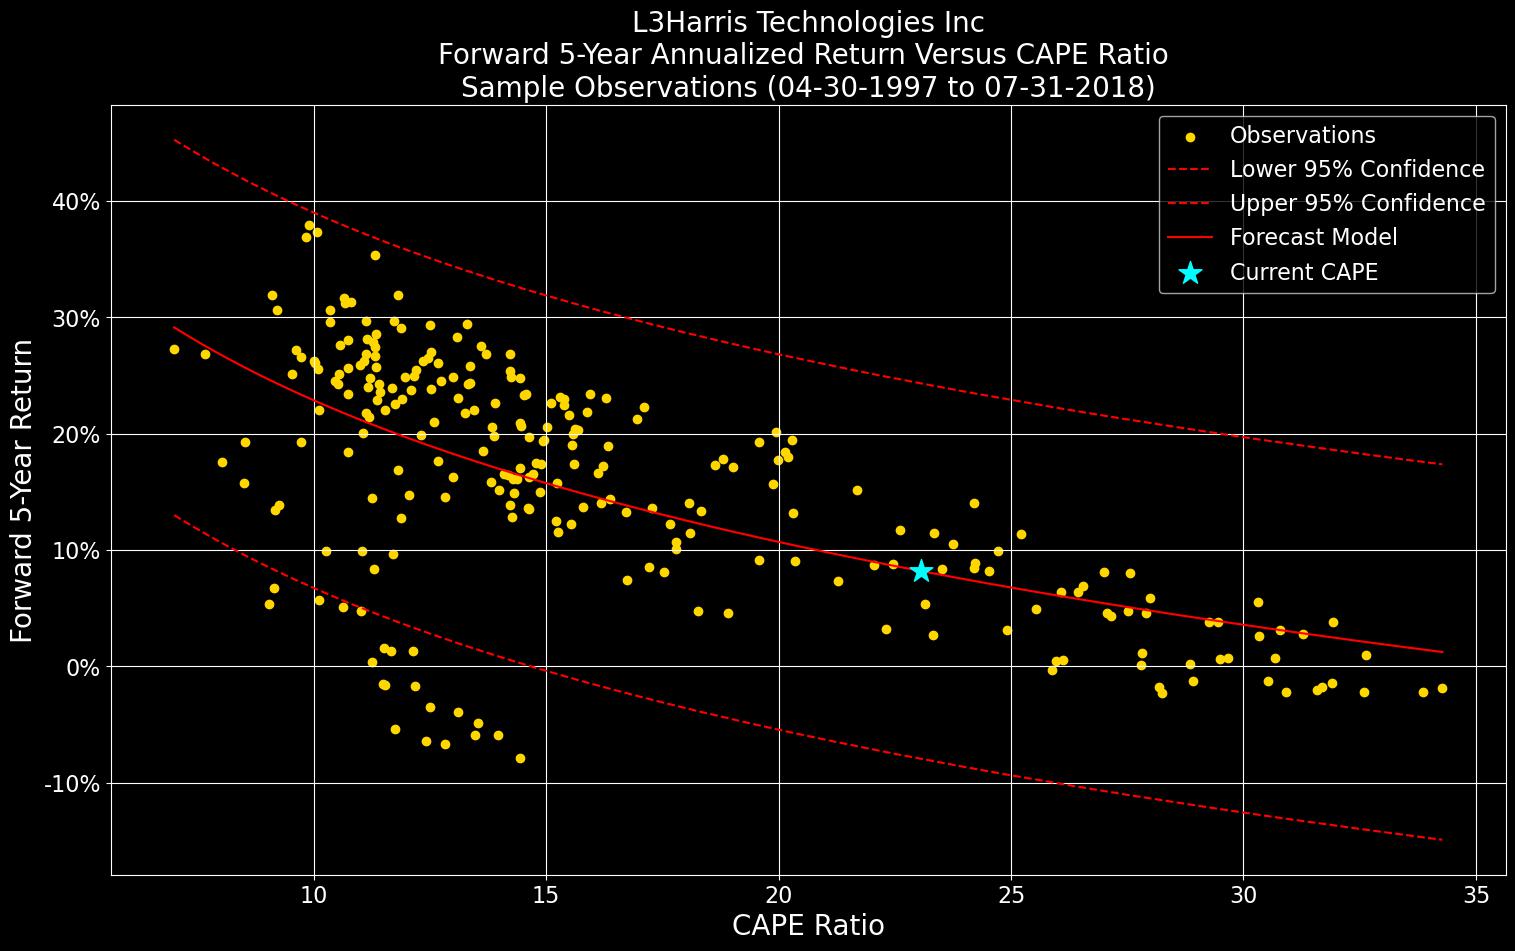 L3Harris Technologies Inc
Forward 5-Year Annualized Return Versus CAPE Ratio
Sample Observations (04-30-1997 to 07-31-2018)
Observations
Lower 95% Confidence
Upper 95% Confidence
Forecast Model
Current CAPE
Forward 5-Year Return
40%
30%
20%
10%
0%
-10%
10 15 20 25 30 35
CAPE Ratio